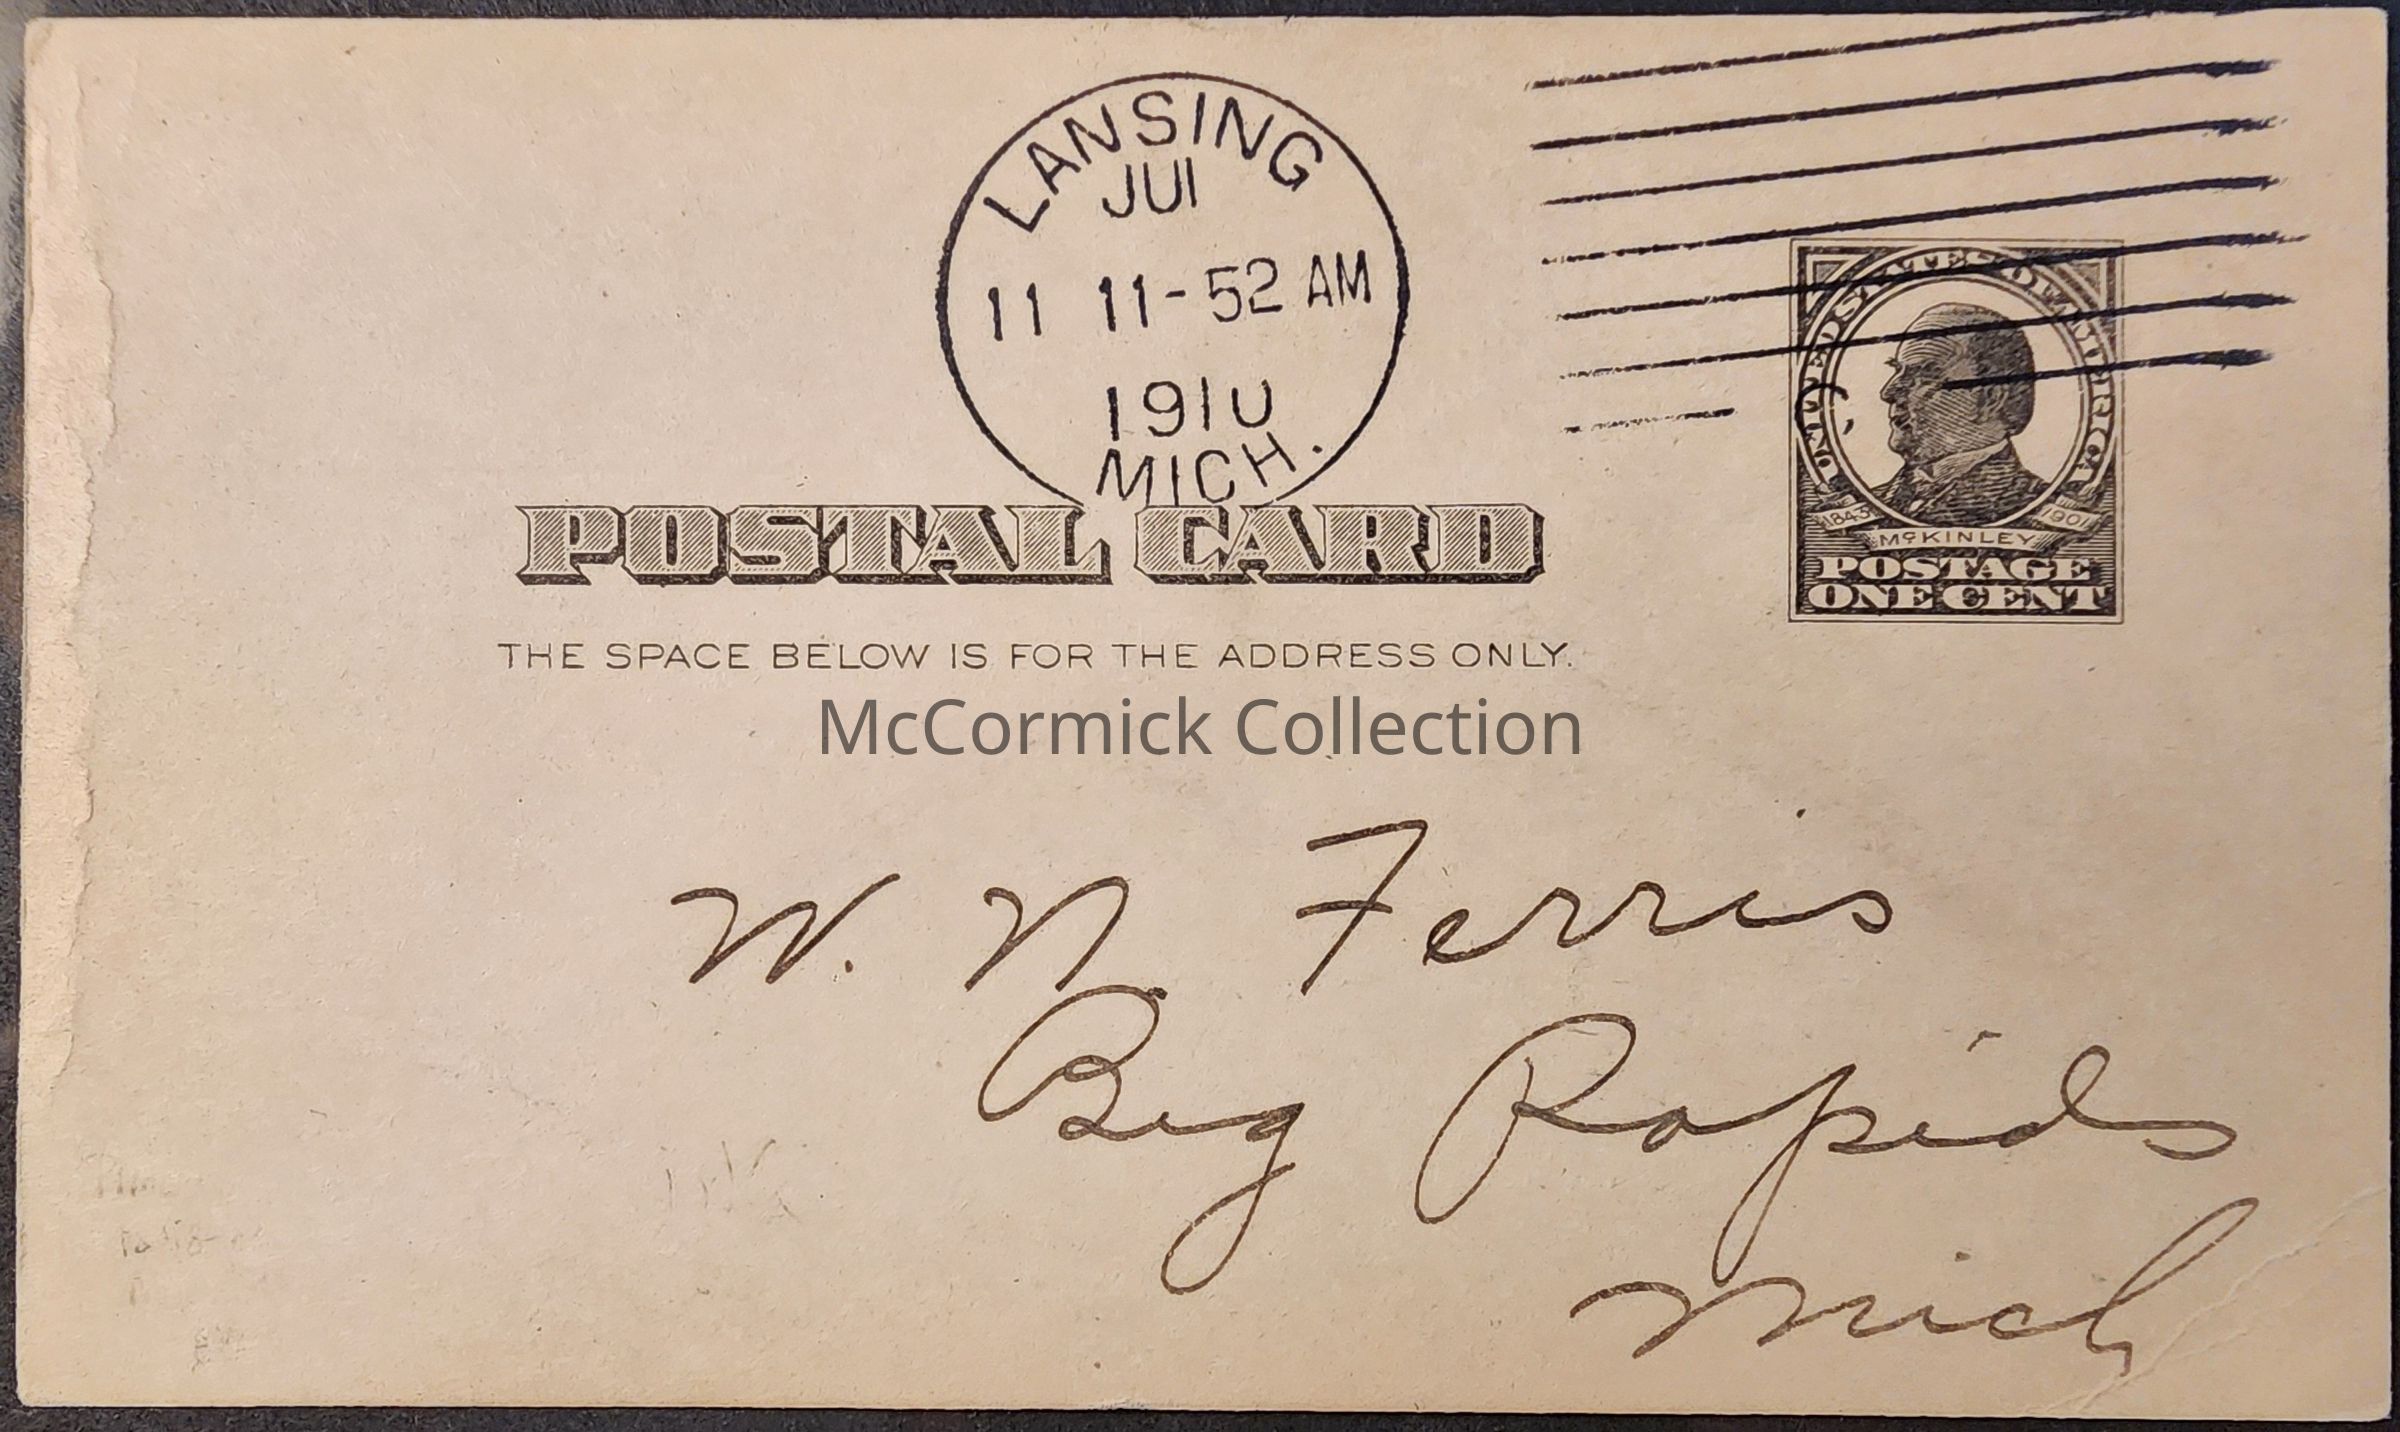 LANSING
JUL
11 11-52 AM
1910
MICH.
UNITED STATES OF AMERICA
1843 1901
McKINLEY
POSTAGE
ONE CENT
POSTAL CARD
THE SPACE BELOW IS FOR THE ADDRESS ONLY.
McCormick Collection
W. N. Ferris
Big Rapids
Mich